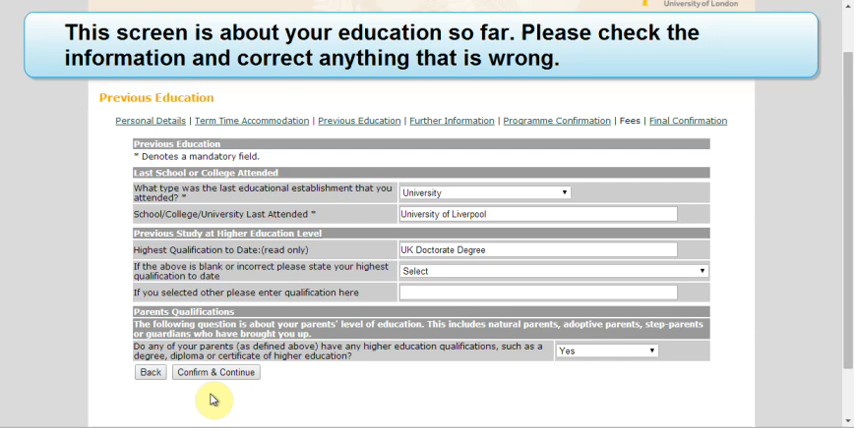 University of London
This screen is about your education so far. Please check the
information and correct anything that is wrong.
Previous Education
Personal Details | Term Time Accommodation | Previous Education | Further Information | Programme Confirmation | Fees | Final Confirmation
Previous Education
* Denotes a mandatory field.
Last School or College Attended
What type was the last educational establishment that you
attended? *
University
School/College/University Last Attended *
University of Liverpool
Previous Study at Higher Education Level
Highest Qualification to Date:(read only)
UK Doctorate Degree
If the above is blank or incorrect please state your highest
qualification to date
Select
If you selected other please enter qualification here
Parents Qualifications
The following question is about your parents' level of education. This includes natural parents, adoptive parents, step-parents
or guardians who have brought you up.
Do any of your parents (as defined above) have any higher education qualifications, such as a
degree, diploma or certificate of higher education?
Yes
Back
Confirm & Continue